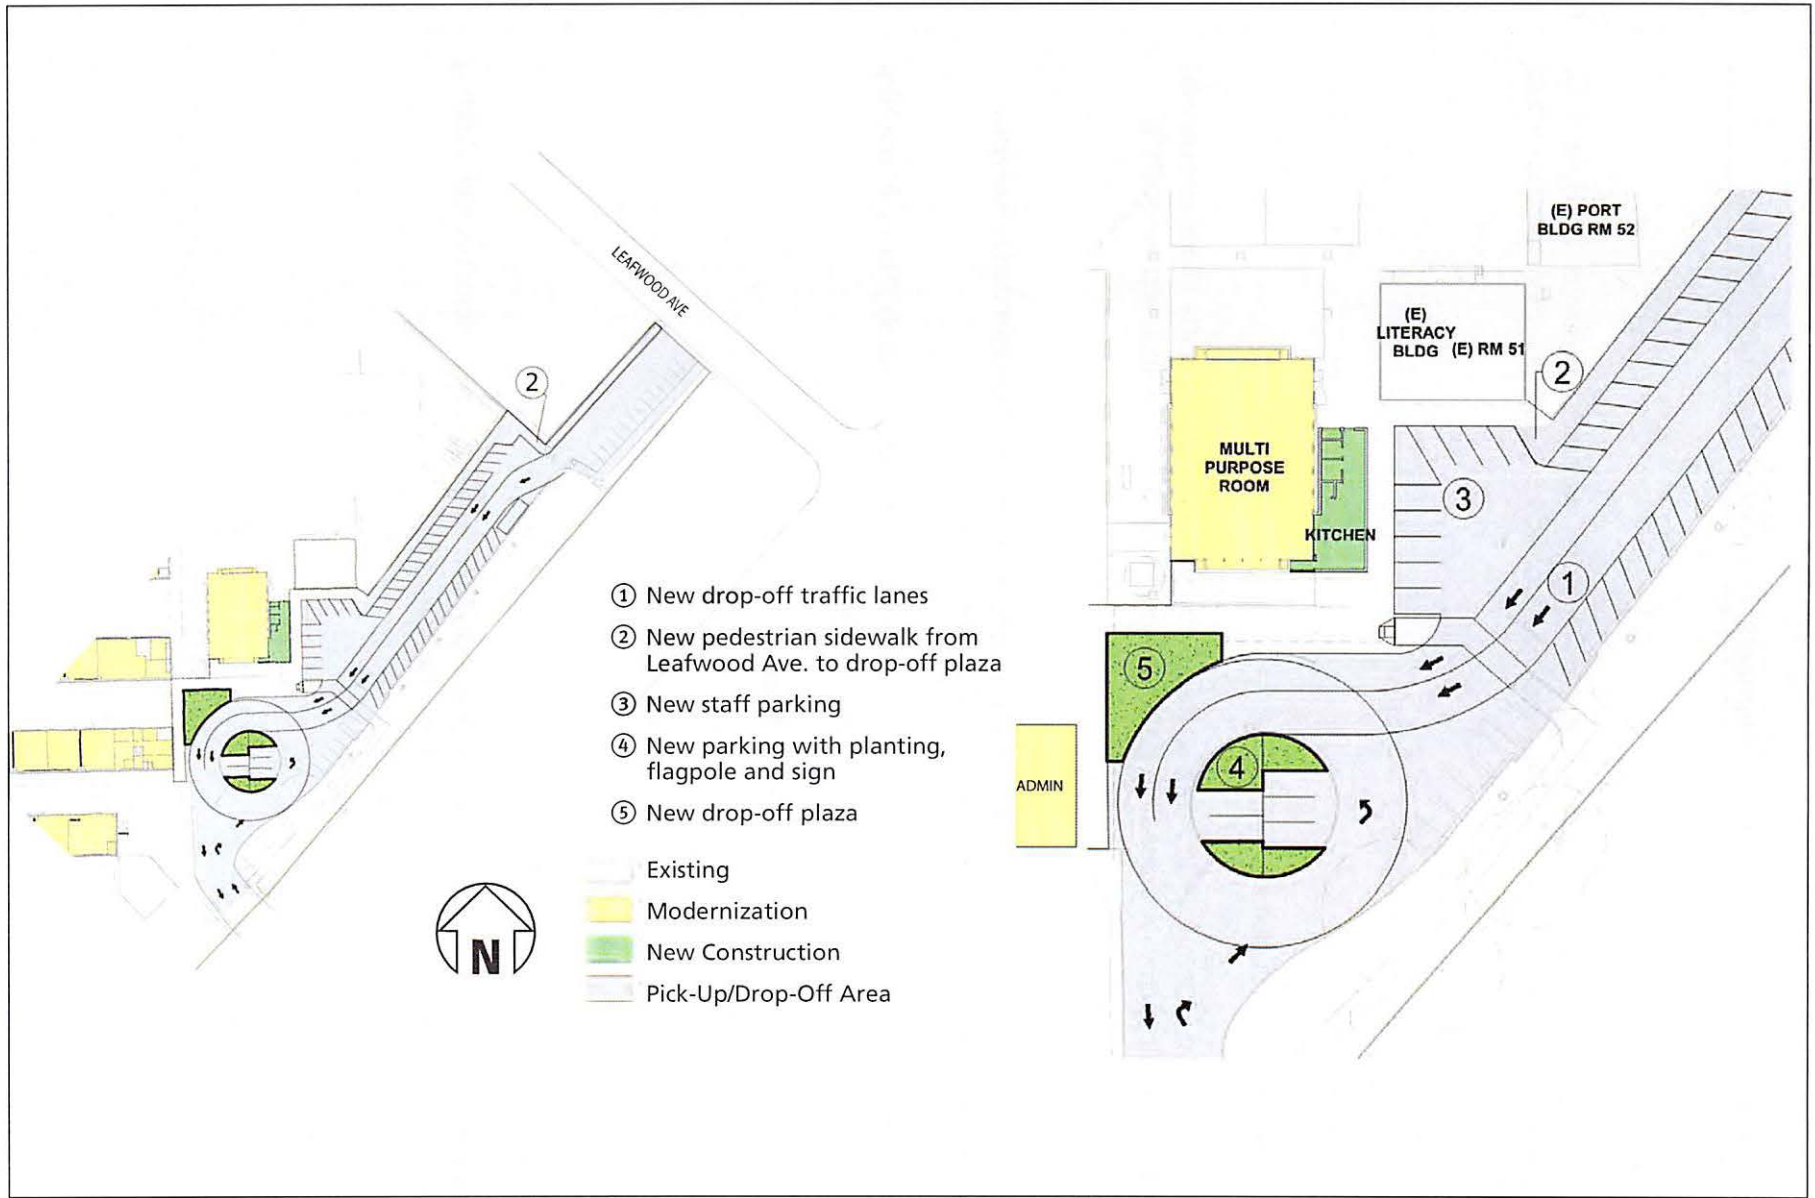 LEAFWOOD AVE
②
① New drop-off traffic lanes
② New pedestrian sidewalk from
Leafwood Ave. to drop-off plaza
③ New staff parking
④ New parking with planting,
flagpole and sign
⑤ New drop-off plaza
Existing
Modernization
New Construction
Pick-Up/Drop-Off Area
N
(E) PORT
BLDG RM 52
(E)
LITERACY
BLDG
(E) RM 51
②
MULTI
PURPOSE
ROOM
KITCHEN
③
①
⑤
④
ADMIN